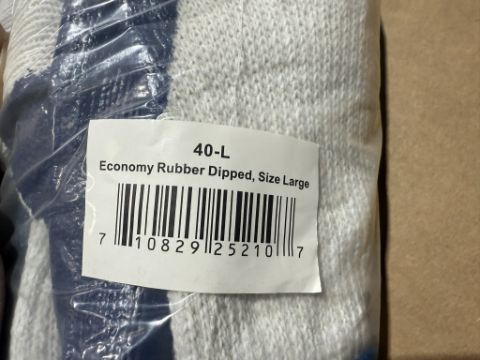 40-L
Economy Rubber Dipped, Size Large
7 10829 25210 7